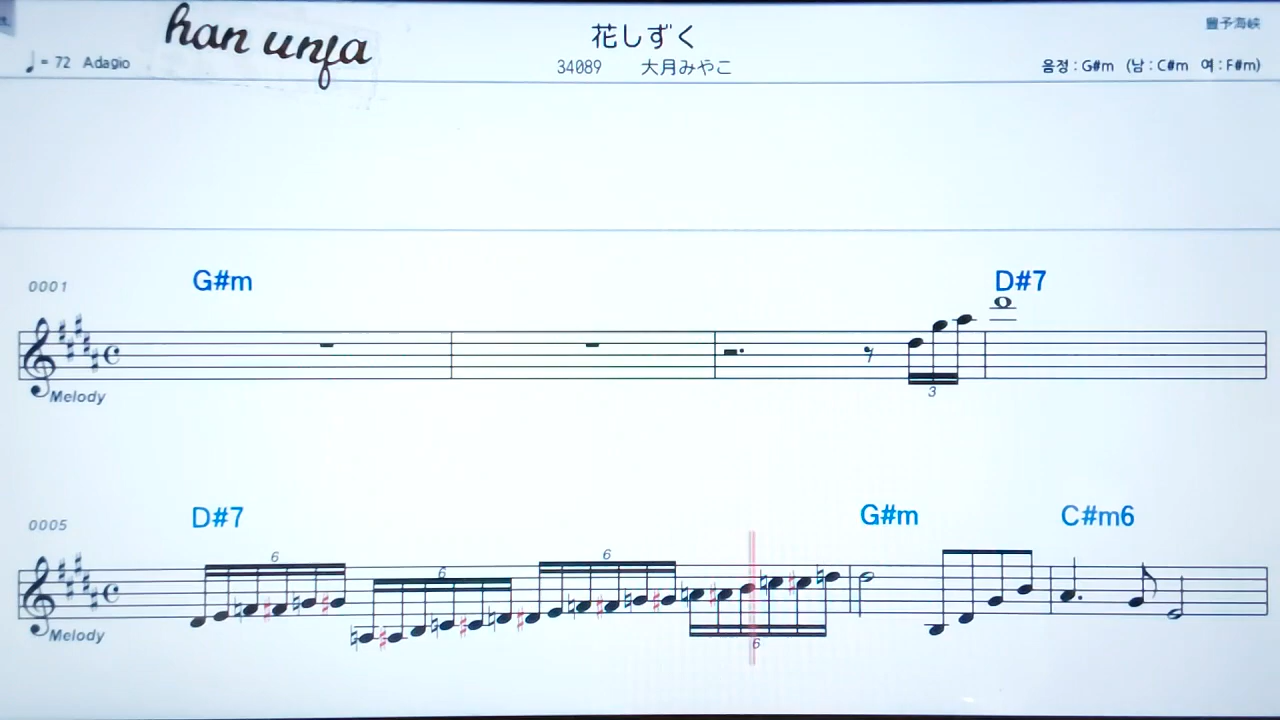 han unfa
花しずく
豊予海峡
♩= 72 Adagio
34089 大月みやこ
음정 : G#m (남 : C#m 여 : F#m)
0001
G#m
D#7
Melody
3
0005
D#7
G#m
C#m6
6
6
6
Melody
6